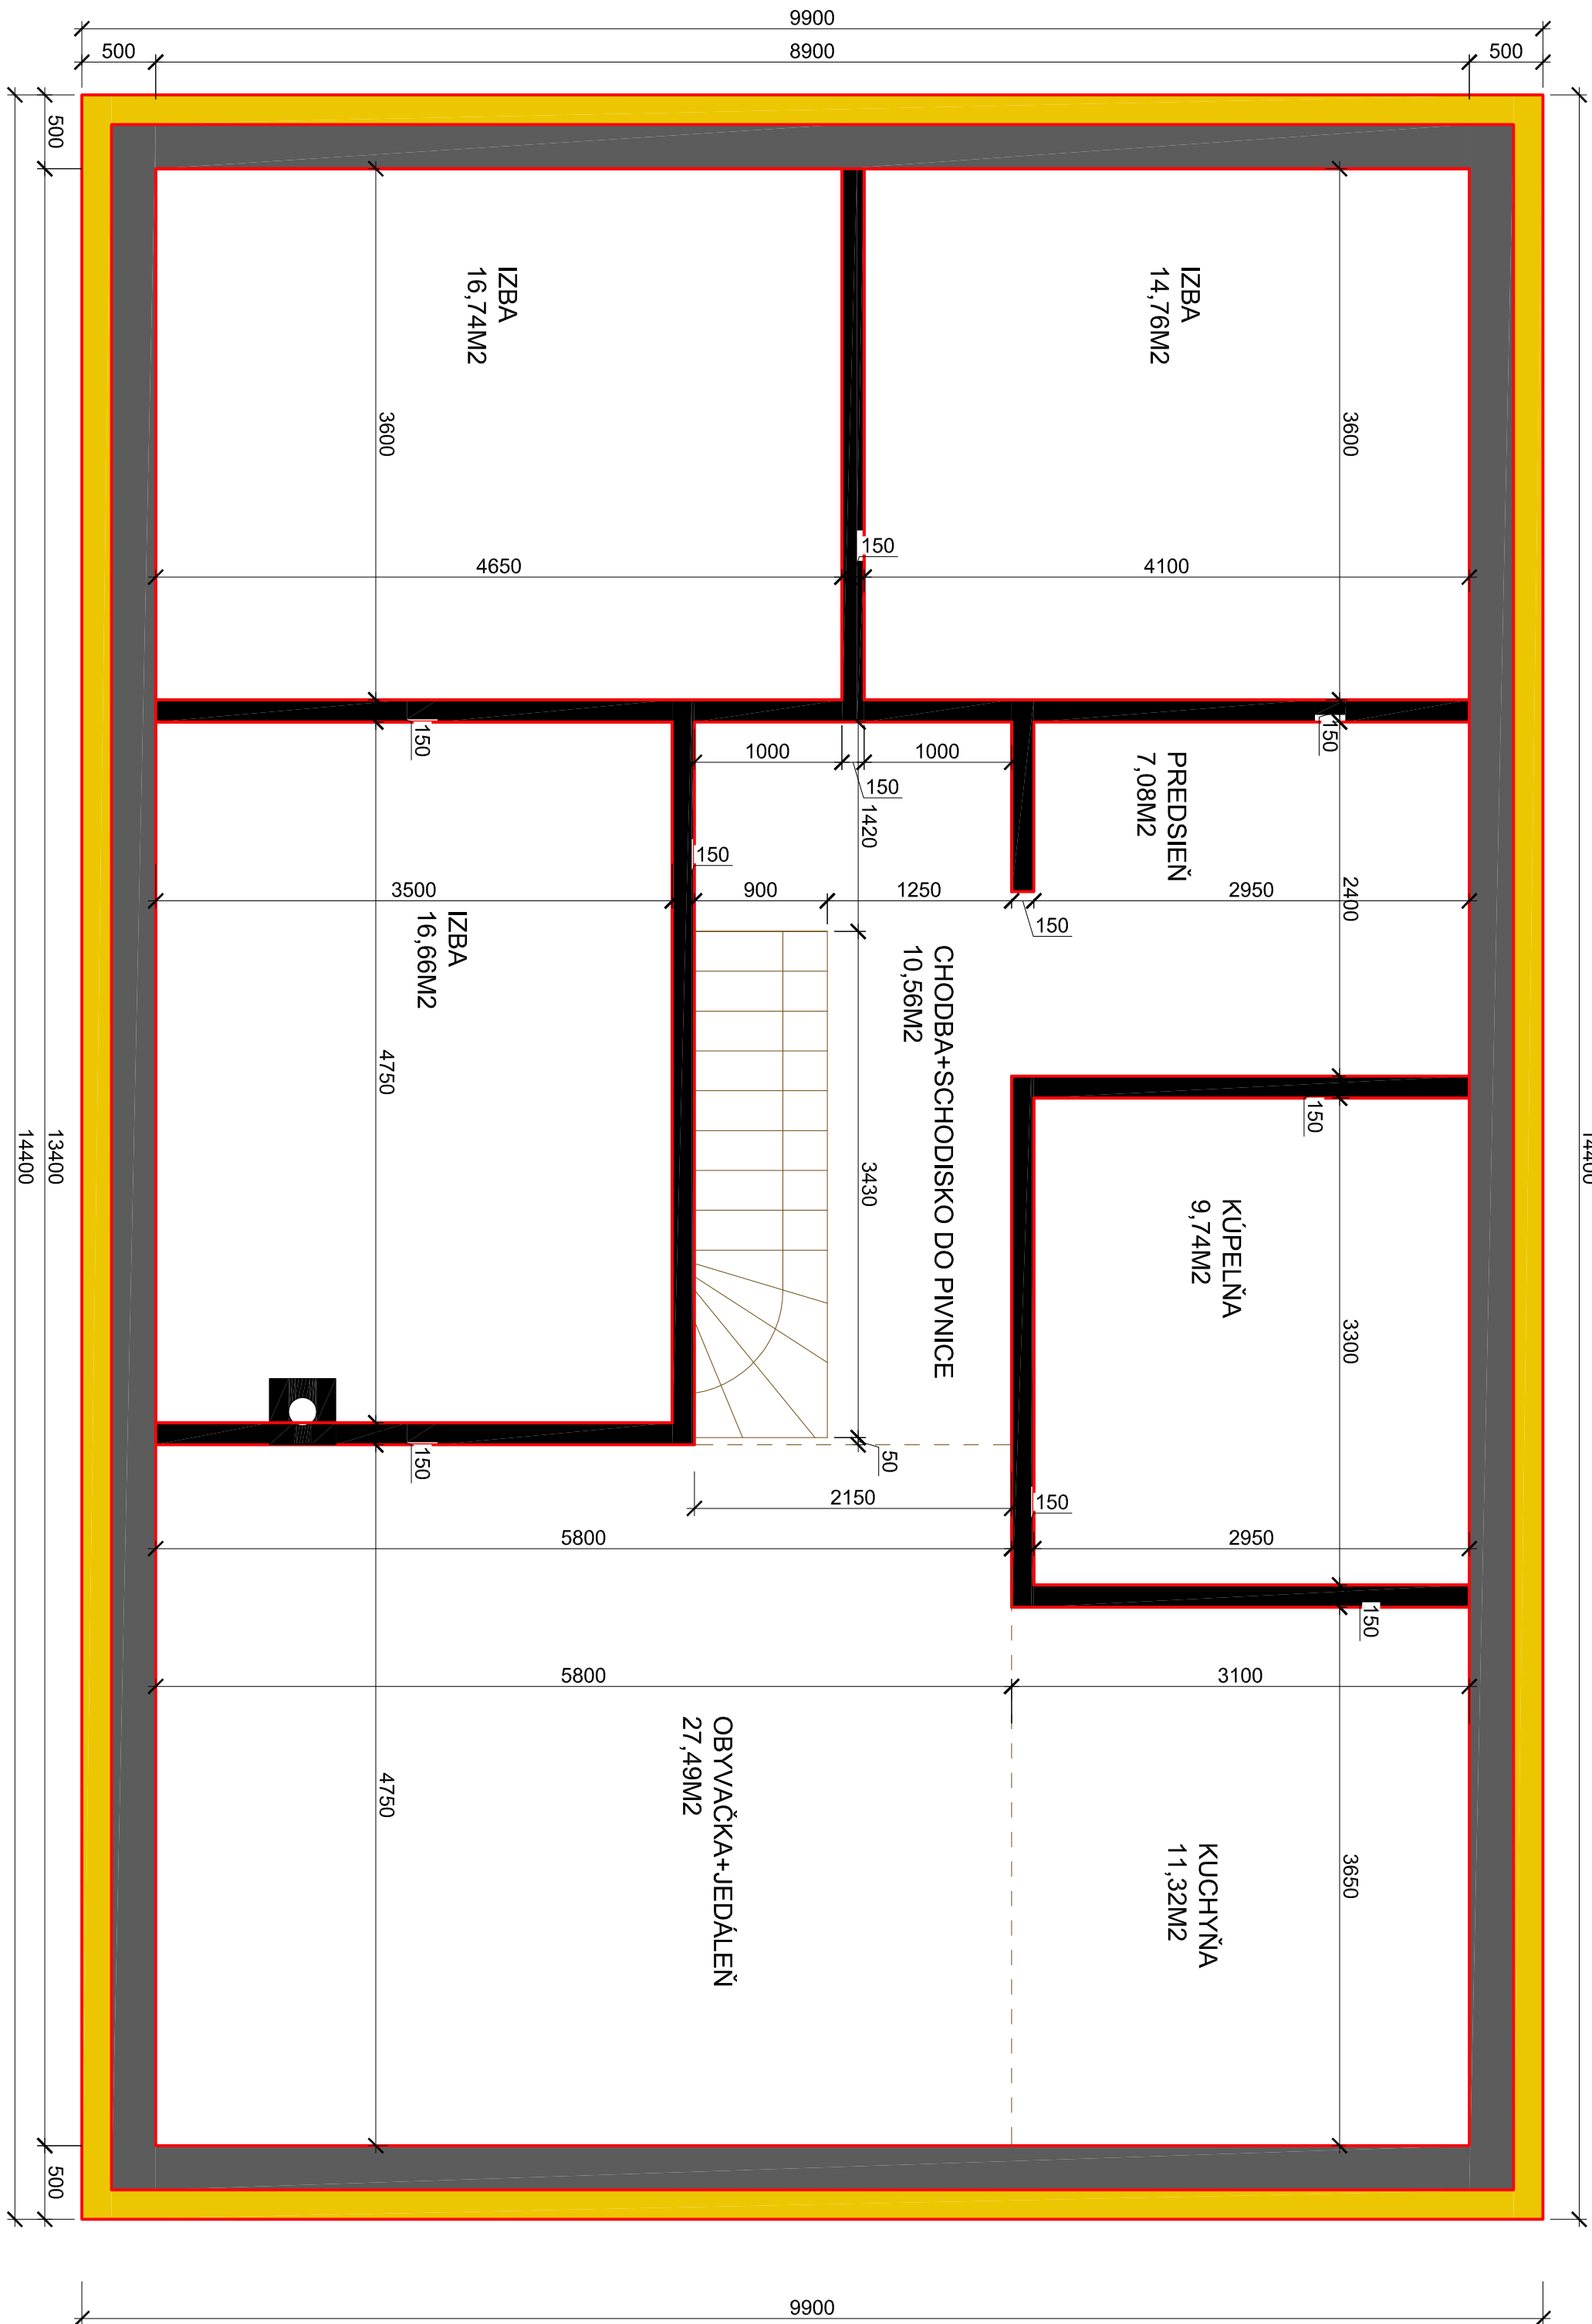 9900
500
8900
500
500
14400
IZBA
16,74M2
IZBA
14,76M2
3600
3600
150
4650
4100
150
150
1000
1000
150
1420
PREDSIEŇ
7,08M2
150
3500
900
1250
2400
2950
150
IZBA
16,66M2
CHODBA+SCHODISKO DO PIVNICE
10,56M2
4750
150
13400
14400
3430
KÚPELŇA
9,74M2
3300
150
50
2150
150
5800
2950
150
5800
3100
OBYVAČKA+JEDÁLEŇ
27,49M2
4750
KUCHYŇA
11,32M2
3650
500
9900